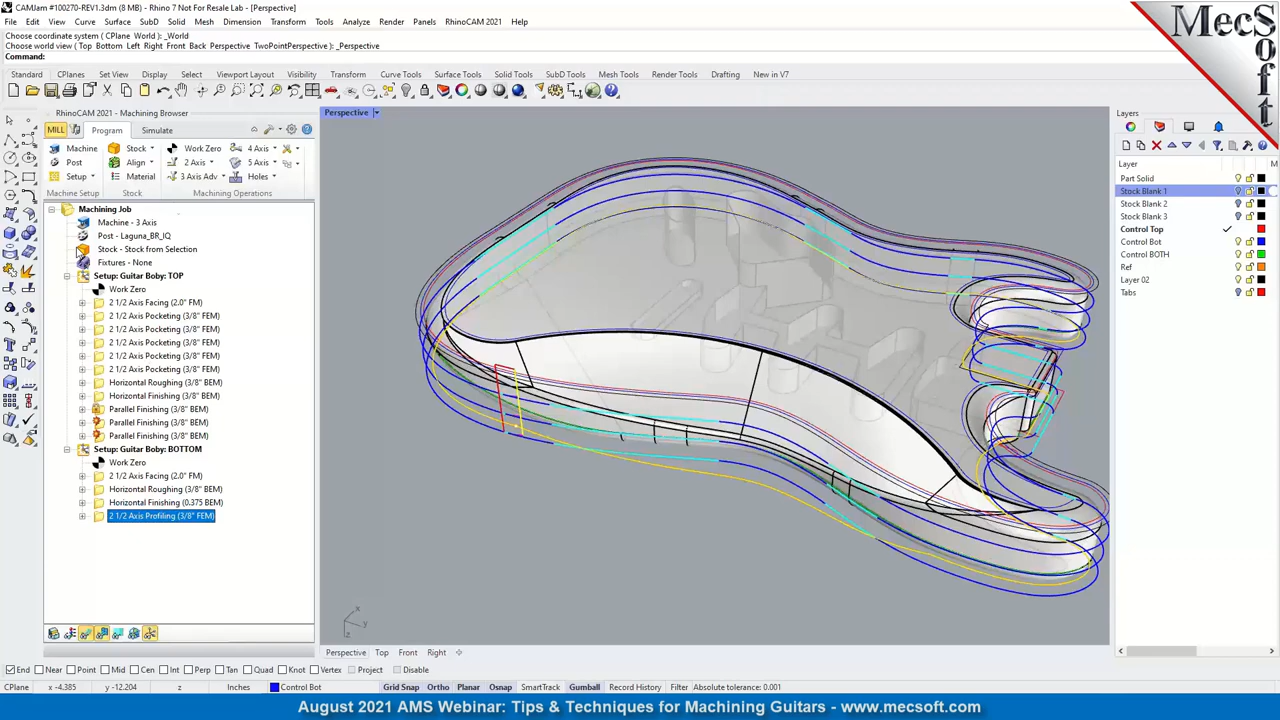 CAMJam #100270-REV1.3dm (8 MB) - Rhino 7 Not For Resale Lab - [Perspective]
File Edit View Curve Surface SubD Solid Mesh Dimension Transform Tools Analyze Render Panels RhinoCAM 2021 Help
Choose coordinate system ( CPlane World ): _World
Choose world view ( Top Bottom Left Right Front Back Perspective TwoPointPerspective ): _Perspective
Command:
Standard CPlanes Set View Display Select Viewport Layout Visibility Transform Curve Tools Surface Tools Solid Tools SubD Tools Mesh Tools Render Tools Drafting New in V7
MecSoft
RhinoCAM 2021 - Machining Browser
MILL Program Simulate
Machine Stock Work Zero 4 Axis
Post Align 2 Axis 5 Axis
Setup Material 3 Axis Adv Holes
Machine Setup Stock Machining Operations
Machining Job
Machine - 3 Axis
Post - Laguna_BR_IQ
Stock - Stock from Selection
Fixtures - None
Setup: Guitar Boby: TOP
Work Zero
2 1/2 Axis Facing (2.0" FM)
2 1/2 Axis Pocketing (3/8" FEM)
2 1/2 Axis Pocketing (3/8" FEM)
2 1/2 Axis Pocketing (3/8" FEM)
2 1/2 Axis Pocketing (3/8" FEM)
2 1/2 Axis Pocketing (3/8" FEM)
Horizontal Roughing (3/8" BEM)
Horizontal Finishing (3/8" BEM)
Parallel Finishing (3/8" BEM)
Parallel Finishing (3/8" BEM)
Parallel Finishing (3/8" BEM)
Setup: Guitar Boby: BOTTOM
Work Zero
2 1/2 Axis Facing (2.0" FM)
Horizontal Roughing (3/8" BEM)
Horizontal Finishing (0.375 BEM)
2 1/2 Axis Profiling (3/8" FEM)
Perspective
x
y
z
Perspective Top Front Right
Layers
Layer M
Part Solid
Stock Blank 1
Stock Blank 2
Stock Blank 3
Control Top
Control Bot
Control BOTH
Ref
Layer 02
Tabs
End Near Point Mid Cen Int Perp Tan Quad Knot Vertex Project Disable
CPlane x -4.385 y -12.204 z Inches Control Bot Grid Snap Ortho Planar Osnap SmartTrack Gumball Record History Filter Absolute tolerance: 0.001
August 2021 AMS Webinar: Tips & Techniques for Machining Guitars - www.mecsoft.com